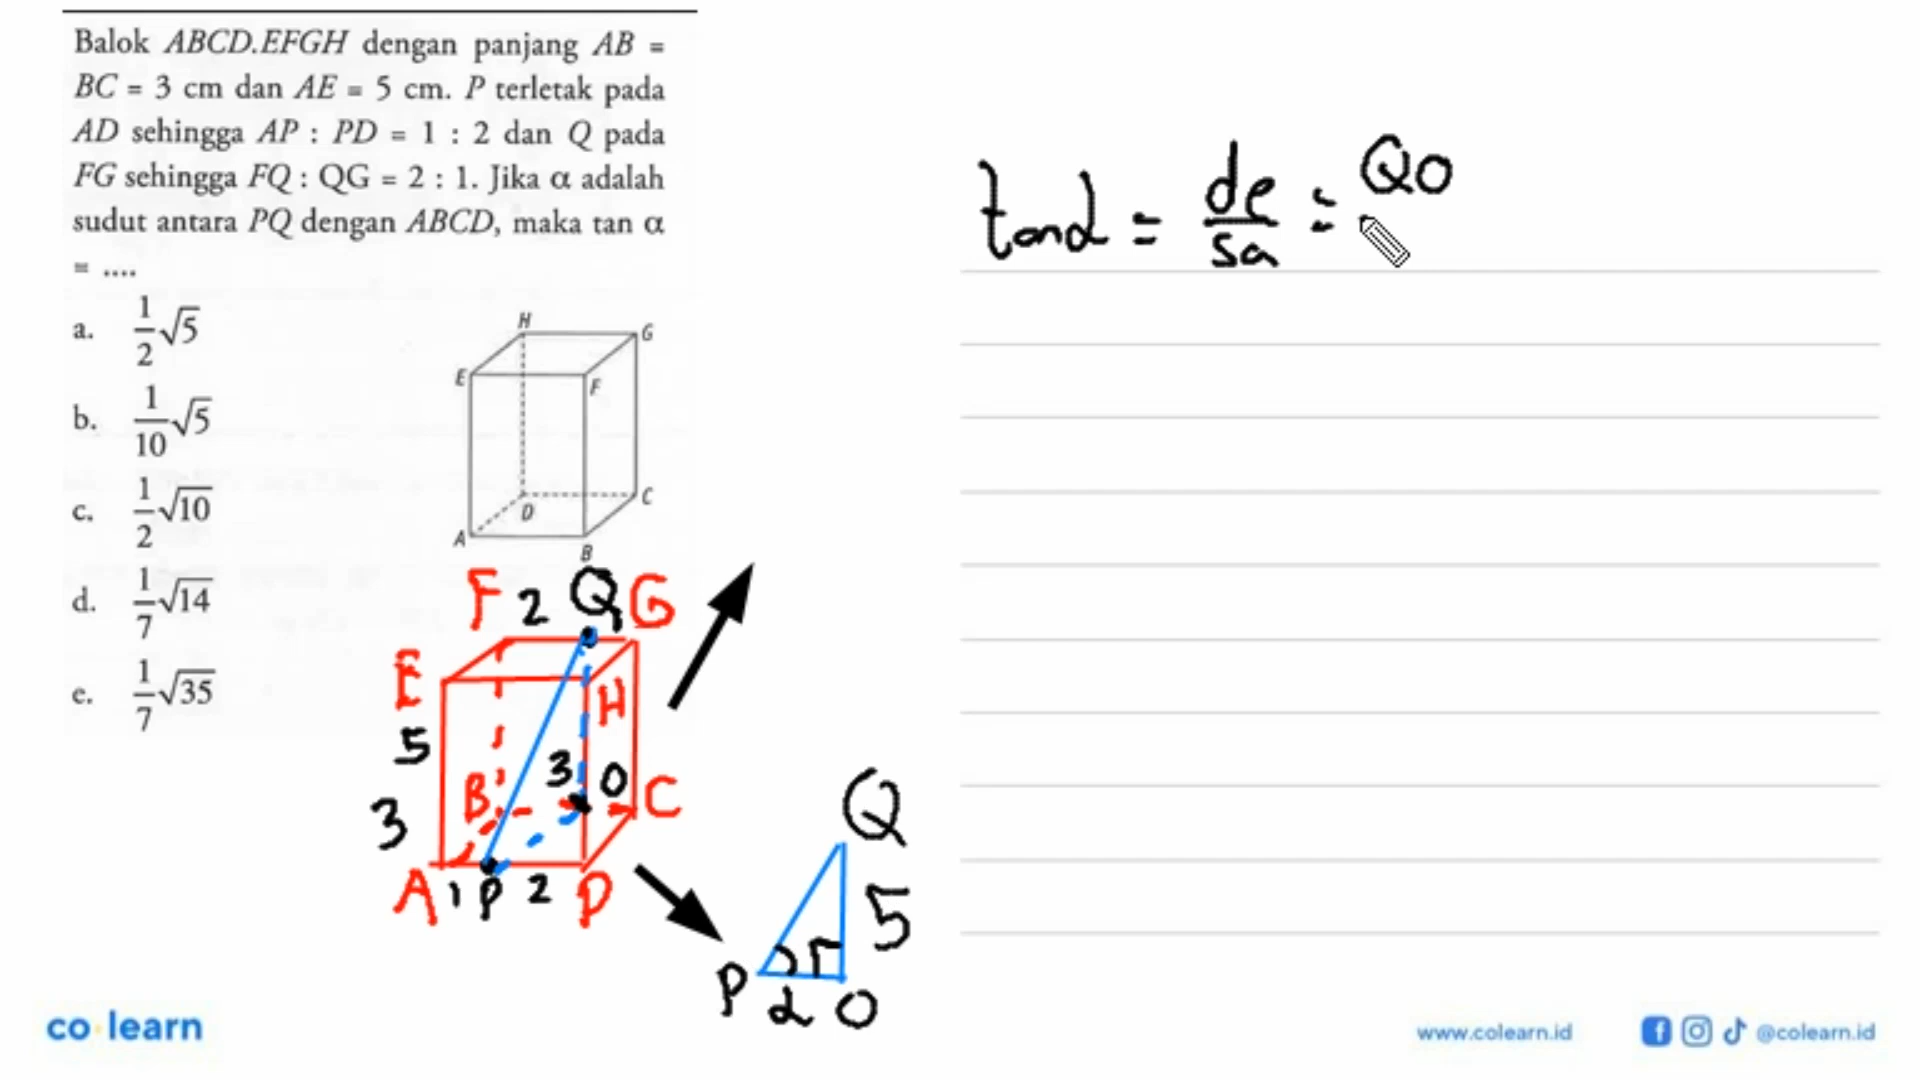 Balok ABCD.EFGH dengan panjang AB =
BC = 3 cm dan AE = 5 cm. P terletak pada
AD sehingga AP : PD = 1 : 2 dan Q pada
FG sehingga FQ : QG = 2 : 1. Jika α adalah
sudut antara PQ dengan ABCD, maka tan α
= ....
a. 1/2 √5
b. 1/10 √5
c. 1/2 √10
d. 1/7 √14
e. 1/7 √35
H
G
E
F
D
C
A
B
F 2 Q G
E
H
5
3 B 3 O C
A 1 P 2 D
Q
5
P α O
tan α = de/sa = QO
co learn
www.colearn.id
@colearn.id